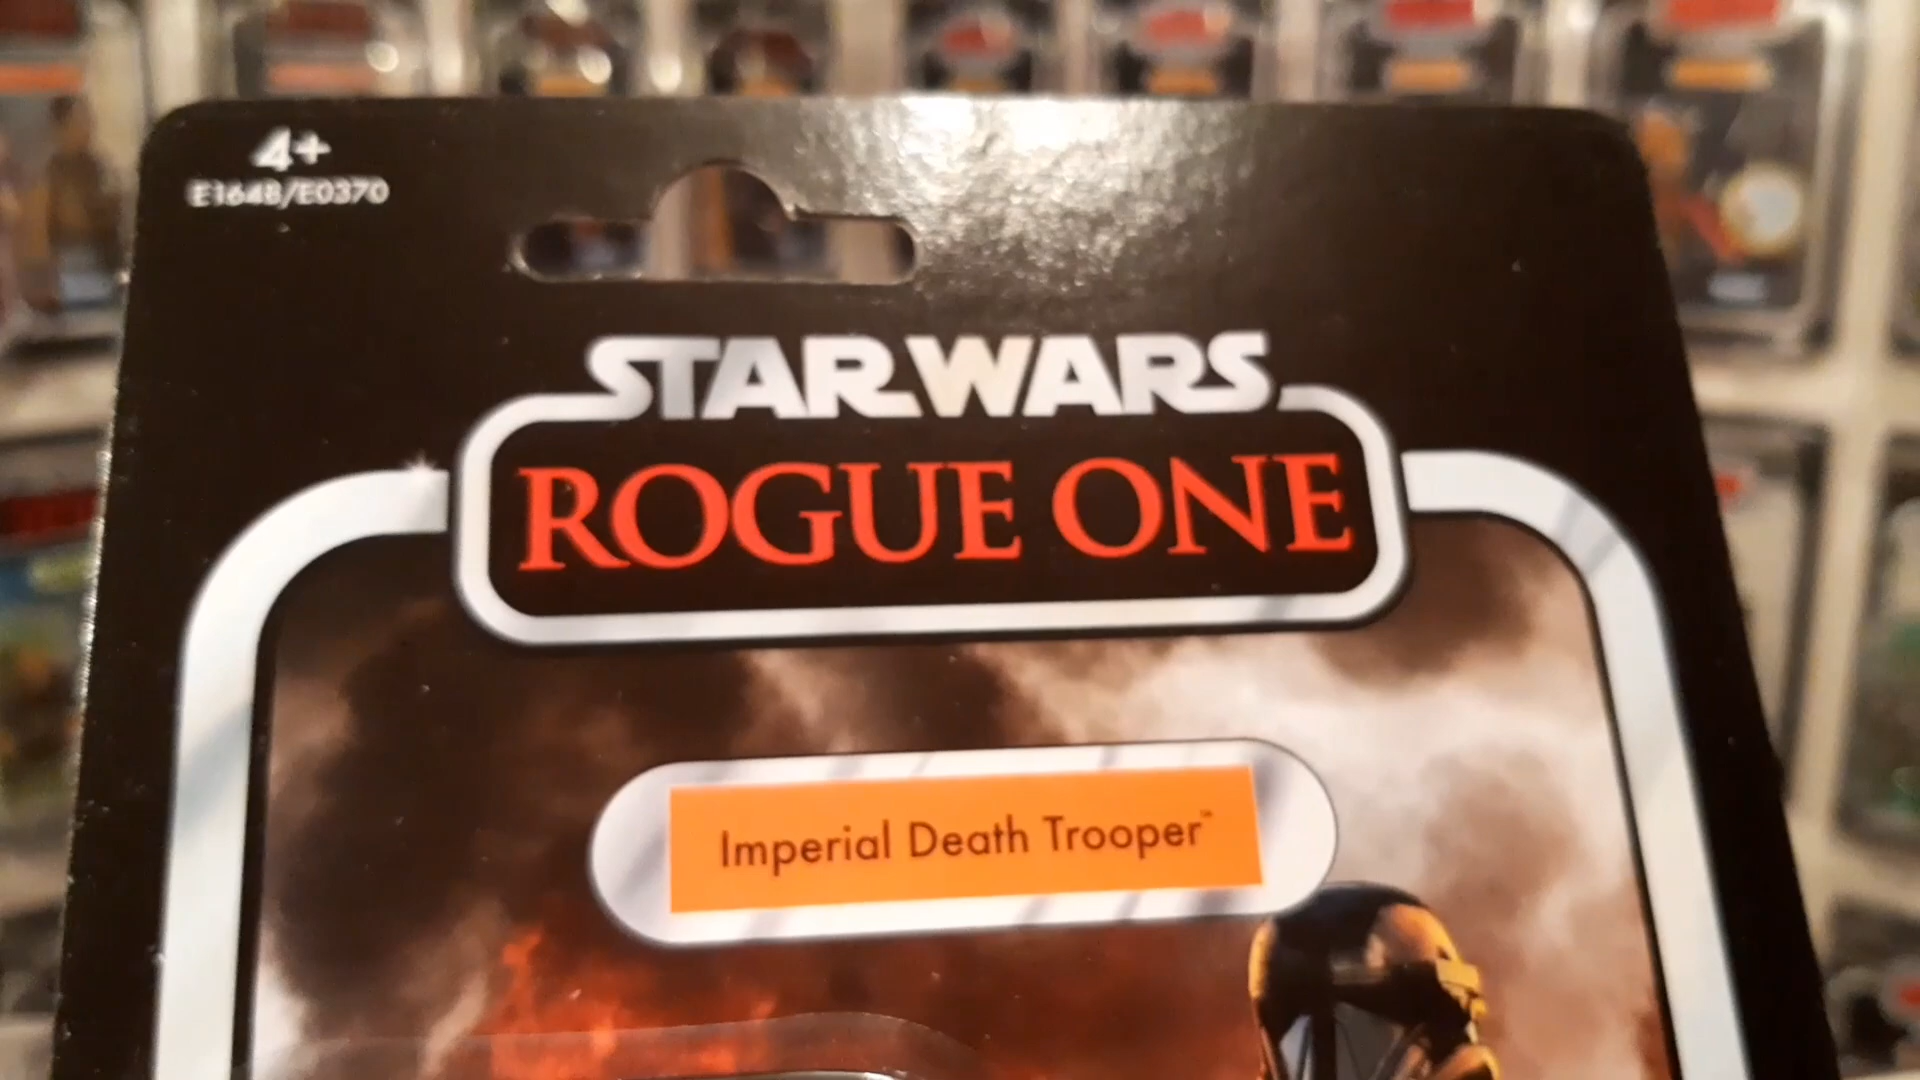 4+
E1648/E0370
STAR WARS
ROGUE ONE
Imperial Death Trooper™